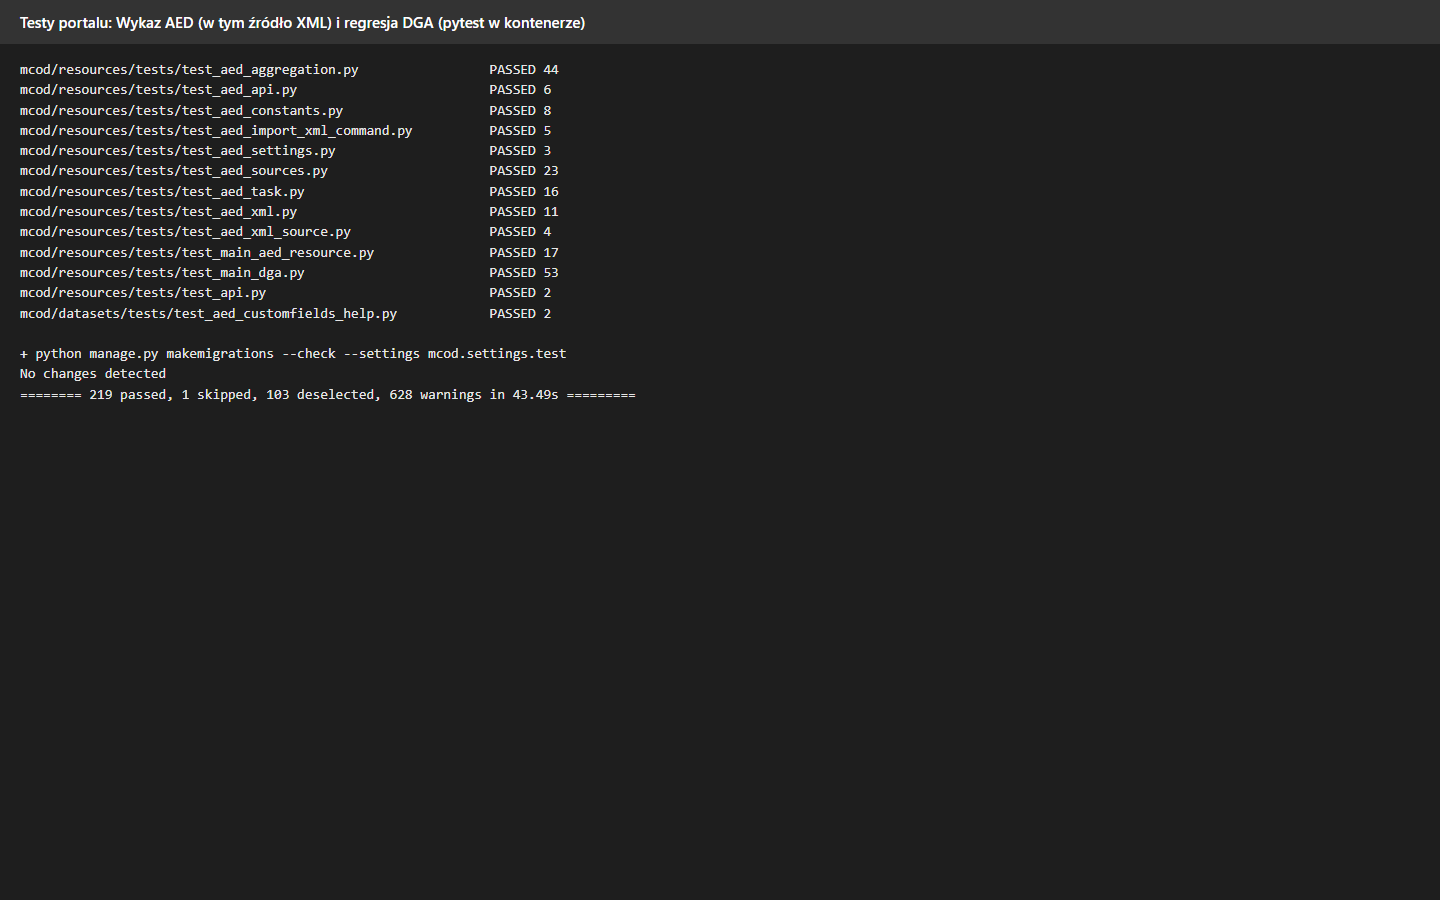 Testy portalu: Wykaz AED (w tym źródło XML) i regresja DGA (pytest w kontenerze)
mcod/resources/tests/test_aed_aggregation.py PASSED 44
mcod/resources/tests/test_aed_api.py PASSED 6
mcod/resources/tests/test_aed_constants.py PASSED 8
mcod/resources/tests/test_aed_import_xml_command.py PASSED 5
mcod/resources/tests/test_aed_settings.py PASSED 3
mcod/resources/tests/test_aed_sources.py PASSED 23
mcod/resources/tests/test_aed_task.py PASSED 16
mcod/resources/tests/test_aed_xml.py PASSED 11
mcod/resources/tests/test_aed_xml_source.py PASSED 4
mcod/resources/tests/test_main_aed_resource.py PASSED 17
mcod/resources/tests/test_main_dga.py PASSED 53
mcod/resources/tests/test_api.py PASSED 2
mcod/datasets/tests/test_aed_customfields_help.py PASSED 2
+ python manage.py makemigrations --check --settings mcod.settings.test
No changes detected
======== 219 passed, 1 skipped, 103 deselected, 628 warnings in 43.49s =========